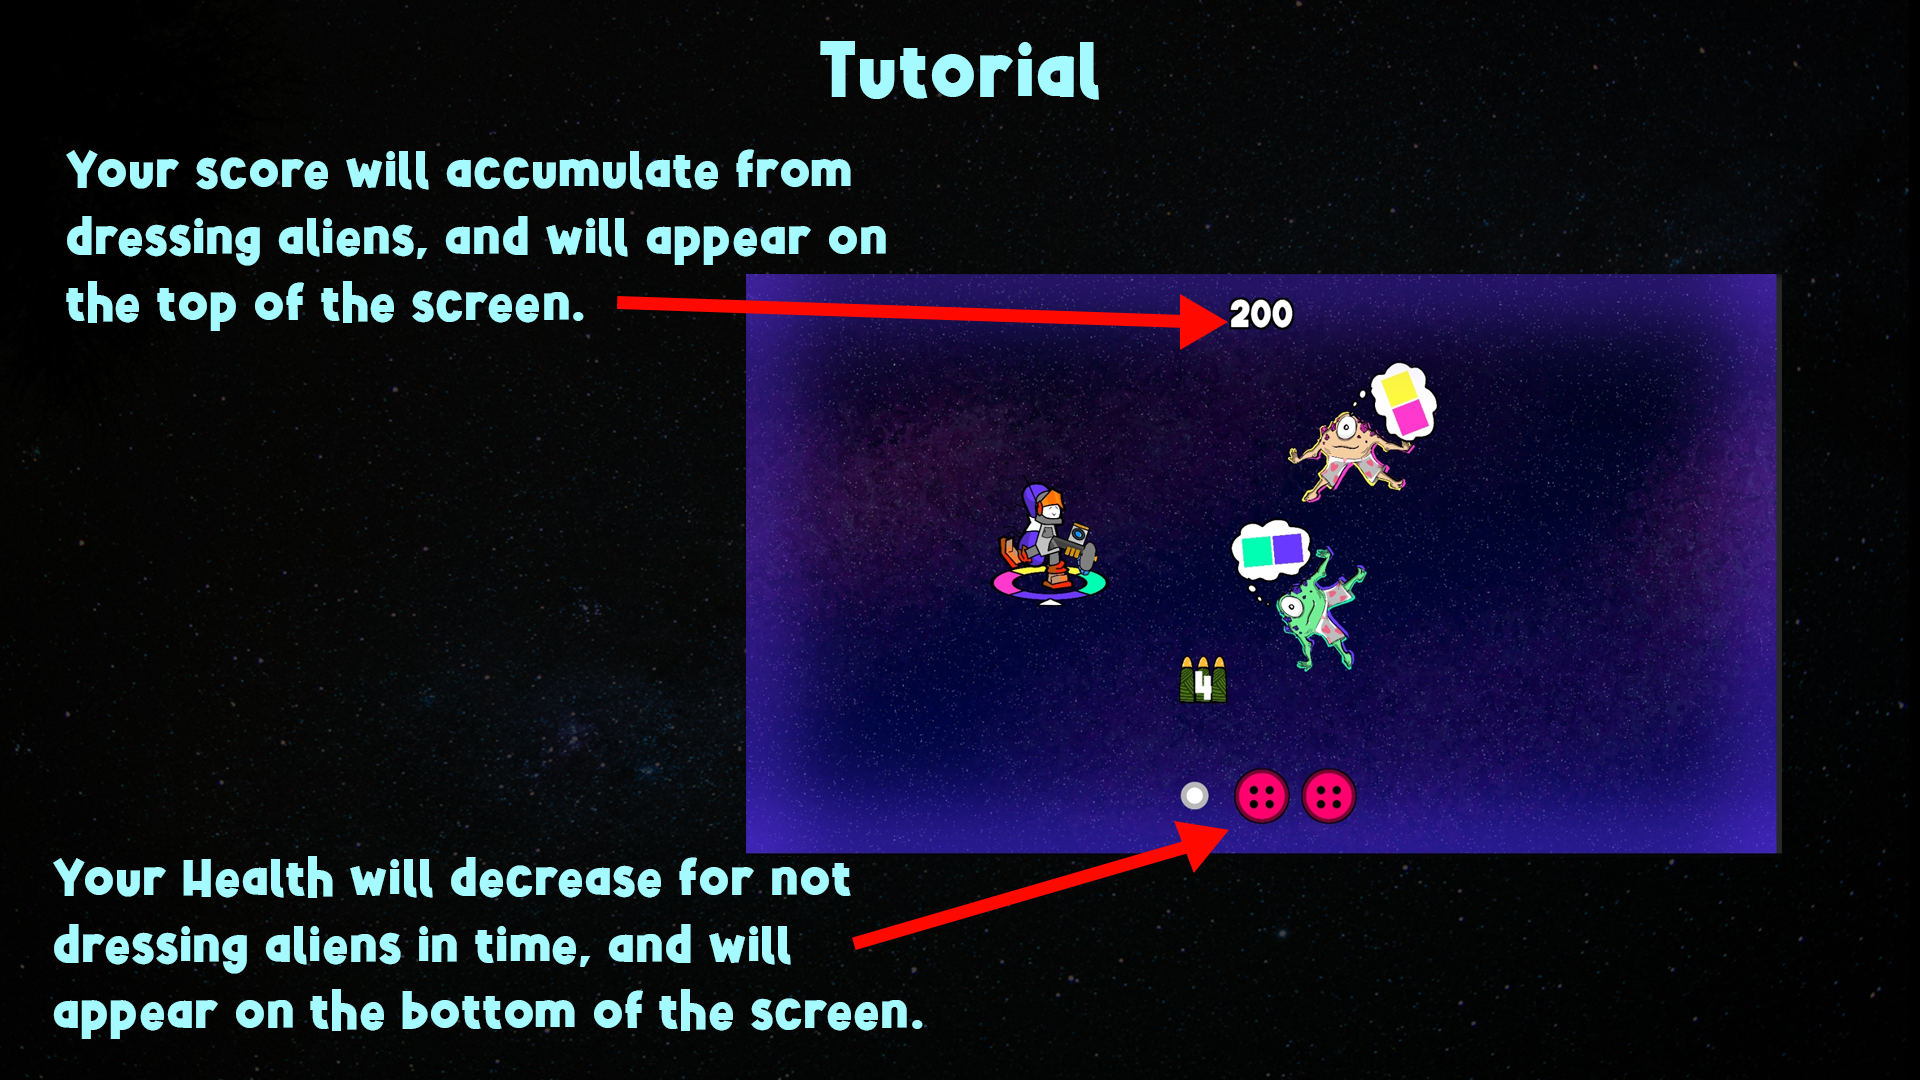 Tutorial
Your score will accumulate from
dressing aliens, and will appear on
the top of the screen.
200
4
Your Health will decrease for not
dressing aliens in time, and will
appear on the bottom of the screen.